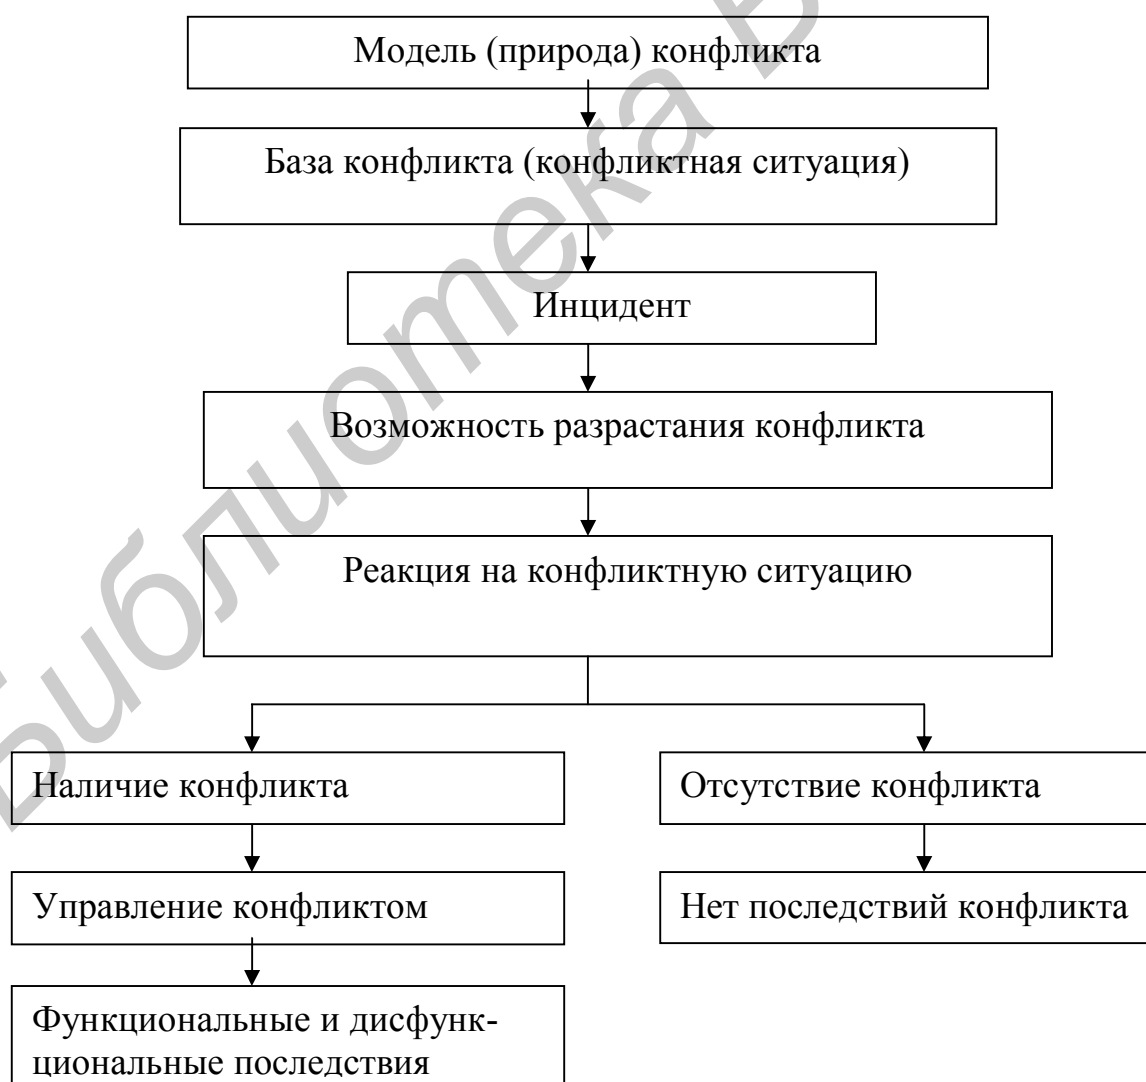 Модель (природа) конфликта
База конфликта (конфликтная ситуация)
Инцидент
Возможность разрастания конфликта
Реакция на конфликтную ситуацию
Наличие конфликта
Отсутствие конфликта
Управление конфликтом
Нет последствий конфликта
Функциональные и дисфунк-
циональные последствия
Библиотека Б